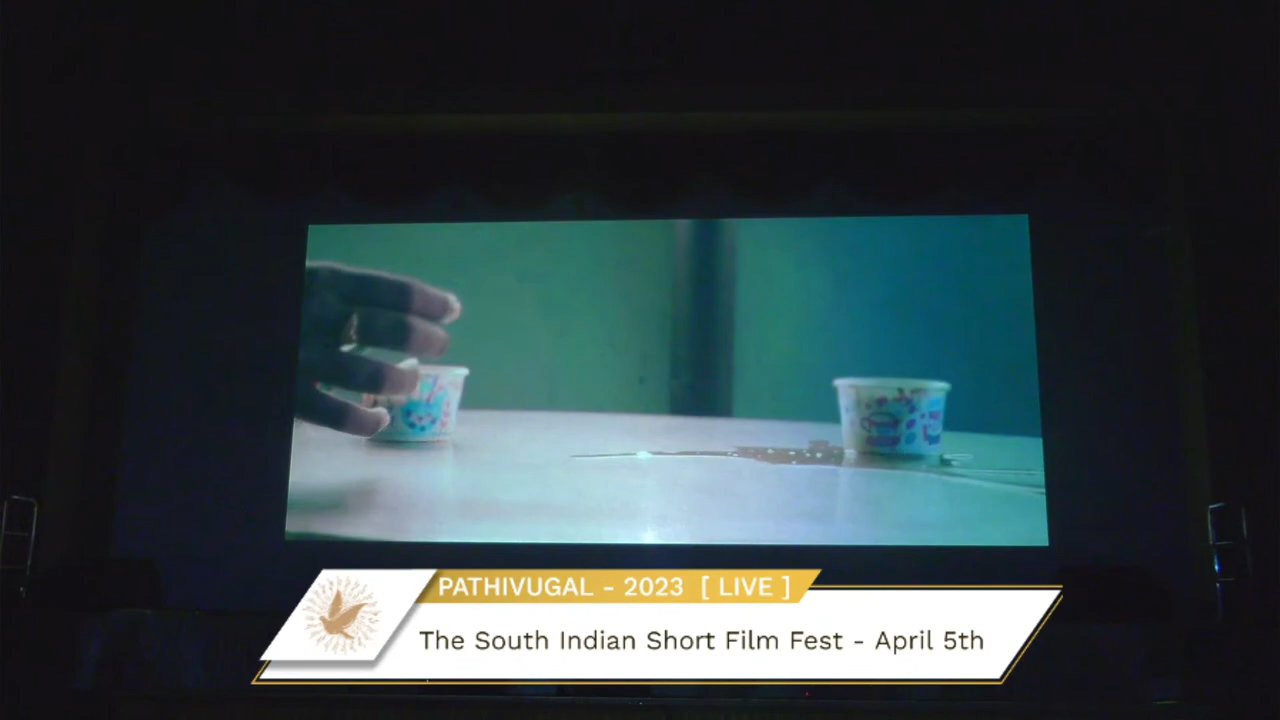 PATHIVUGAL - 2023 [ LIVE ]
The South Indian Short Film Fest - April 5th